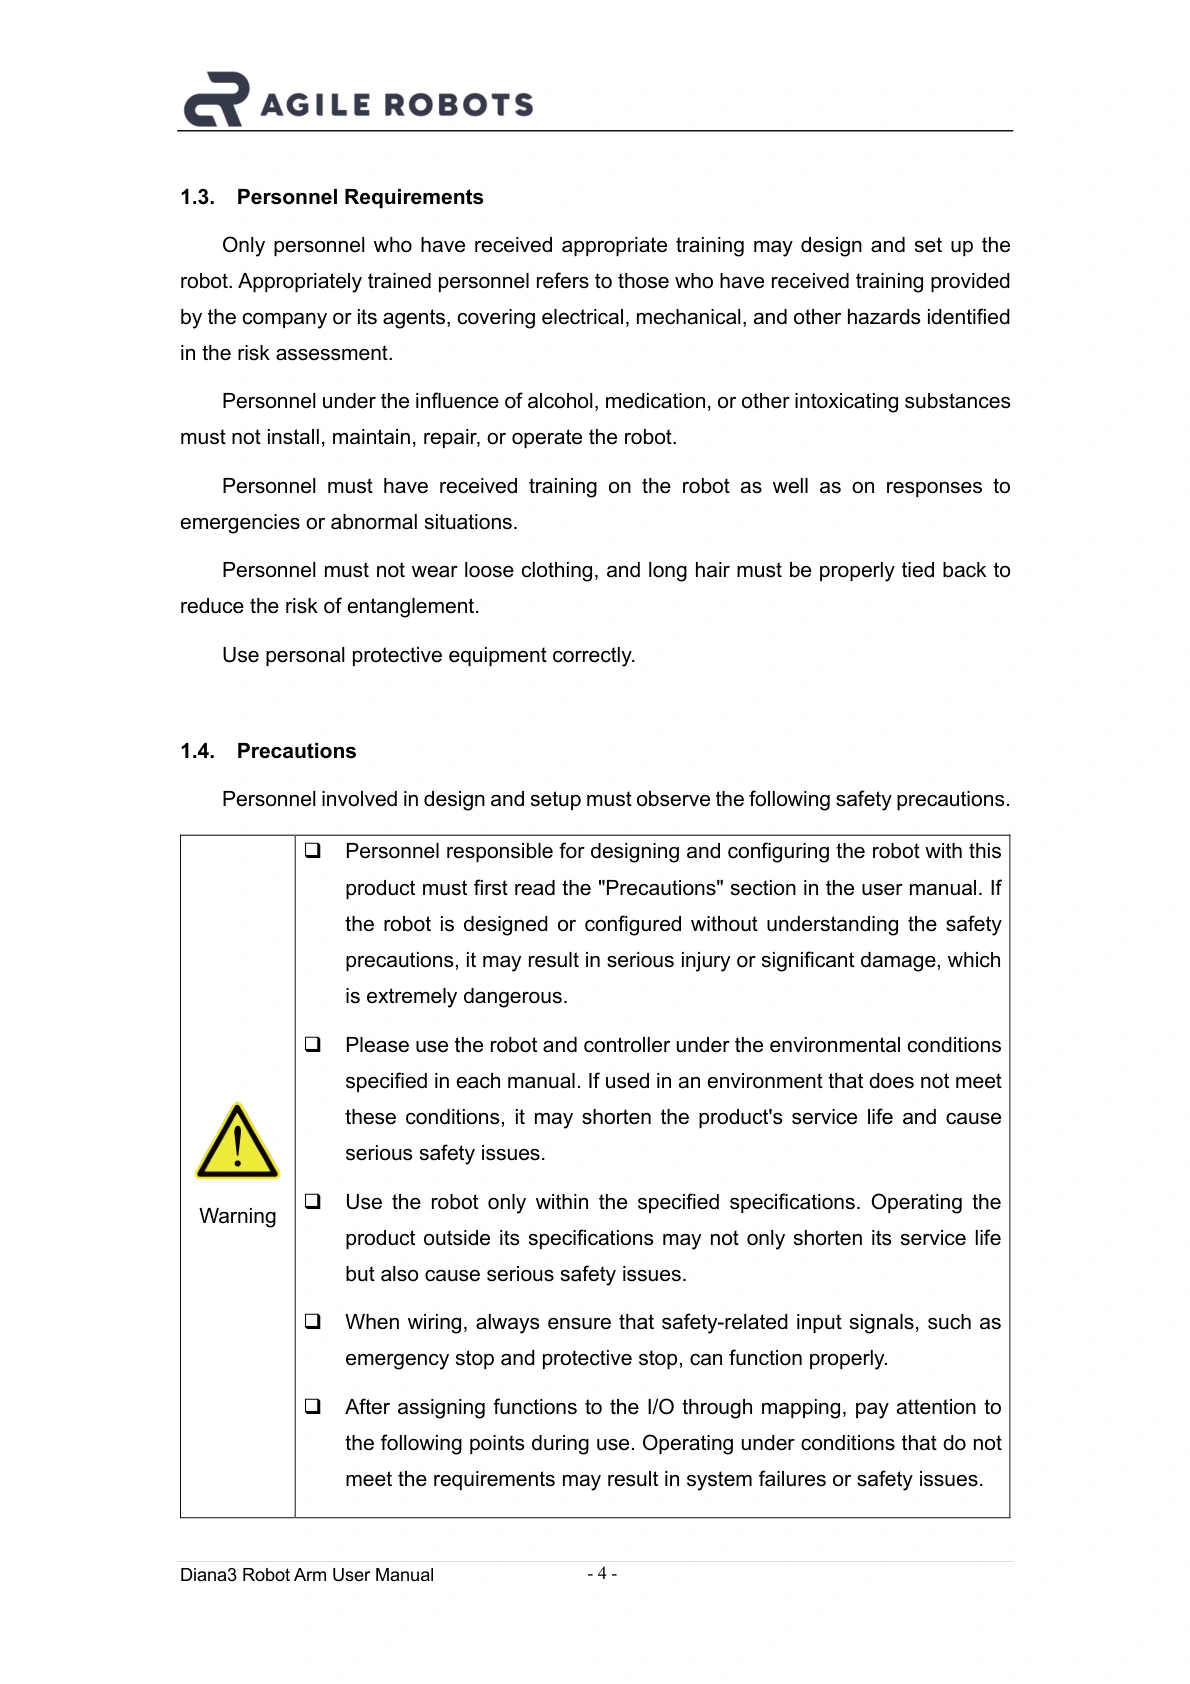 AGILE ROBOTS
1.3. Personnel Requirements
Only personnel who have received appropriate training may design and set up the
robot. Appropriately trained personnel refers to those who have received training provided
by the company or its agents, covering electrical, mechanical, and other hazards identified
in the risk assessment.
Personnel under the influence of alcohol, medication, or other intoxicating substances
must not install, maintain, repair, or operate the robot.
Personnel must have received training on the robot as well as on responses to
emergencies or abnormal situations.
Personnel must not wear loose clothing, and long hair must be properly tied back to
reduce the risk of entanglement.
Use personal protective equipment correctly.
1.4. Precautions
Personnel involved in design and setup must observe the following safety precautions.
Warning
❑ Personnel responsible for designing and configuring the robot with this
product must first read the "Precautions" section in the user manual. If
the robot is designed or configured without understanding the safety
precautions, it may result in serious injury or significant damage, which
is extremely dangerous.
❑ Please use the robot and controller under the environmental conditions
specified in each manual. If used in an environment that does not meet
these conditions, it may shorten the product's service life and cause
serious safety issues.
❑ Use the robot only within the specified specifications. Operating the
product outside its specifications may not only shorten its service life
but also cause serious safety issues.
❑ When wiring, always ensure that safety-related input signals, such as
emergency stop and protective stop, can function properly.
❑ After assigning functions to the I/O through mapping, pay attention to
the following points during use. Operating under conditions that do not
meet the requirements may result in system failures or safety issues.
Diana3 Robot Arm User Manual - 4 -